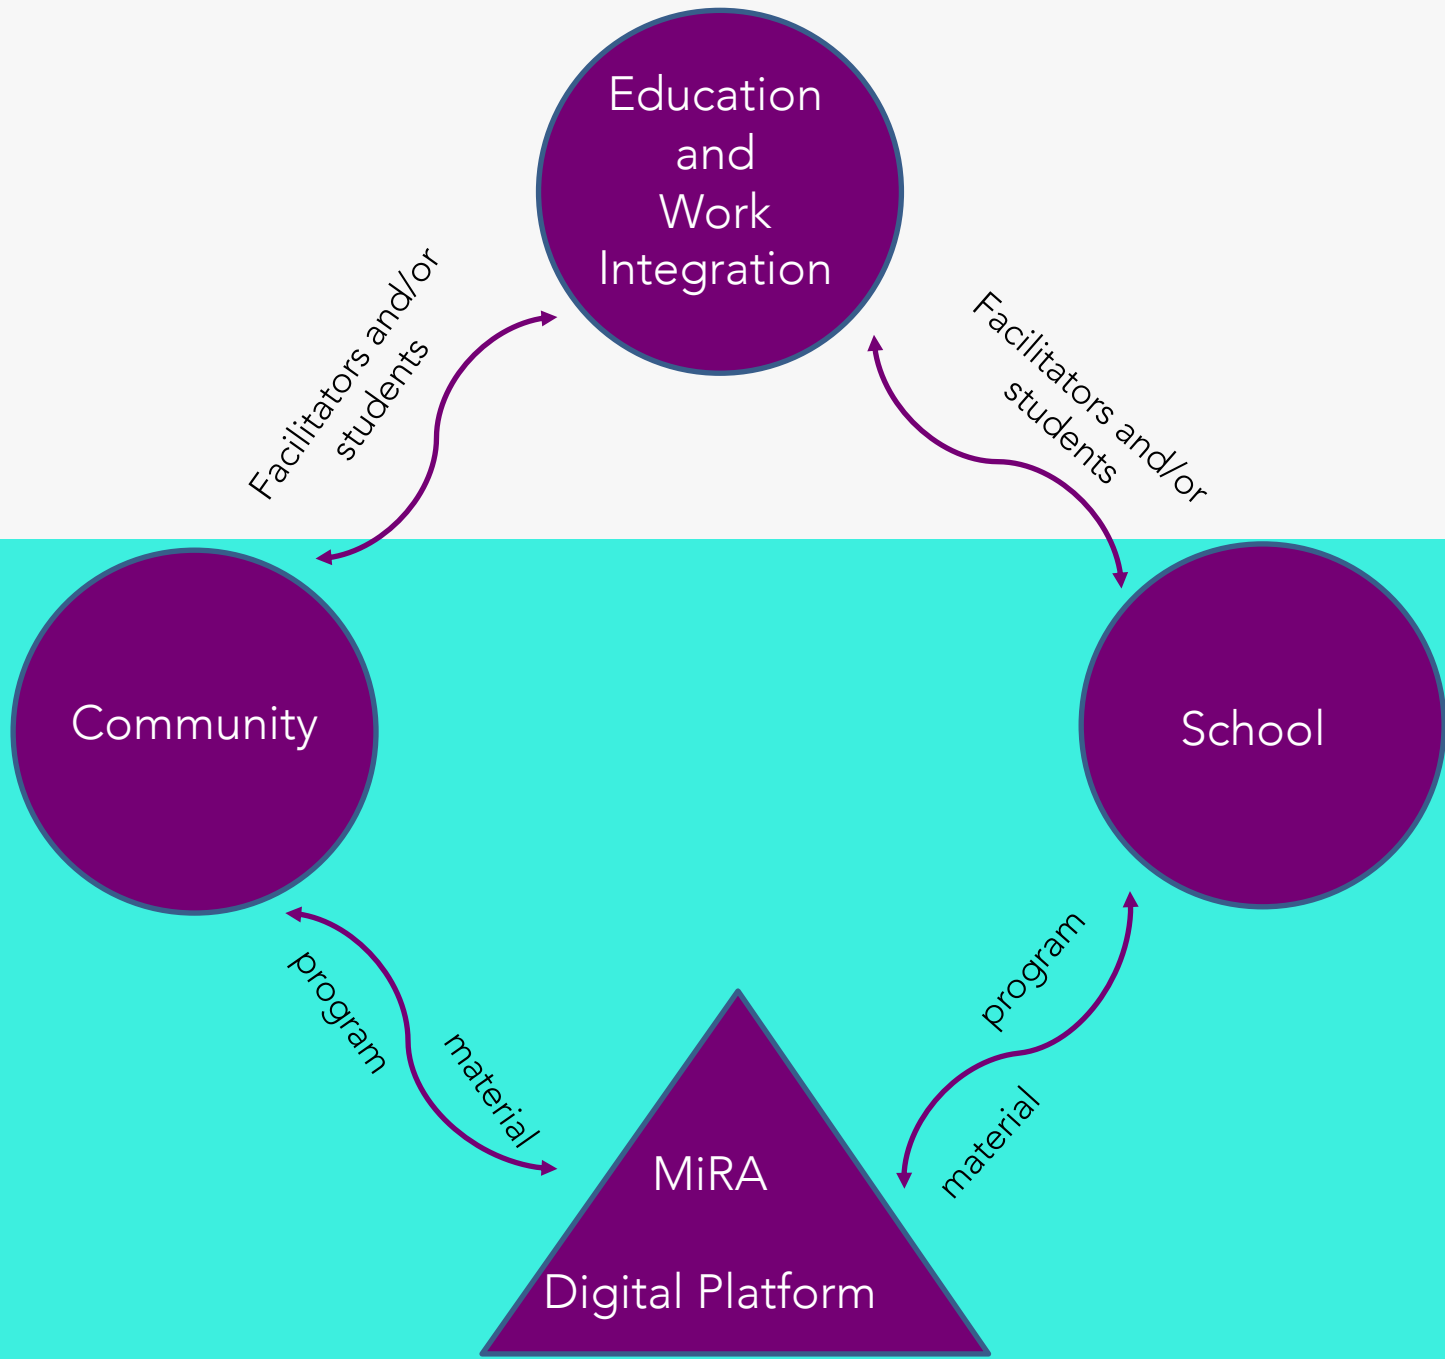 Education
and
Work
Integration
Facilitators and/or
students
Facilitators and/or
students
Community
School
program
material
program
material
MiRA
Digital Platform